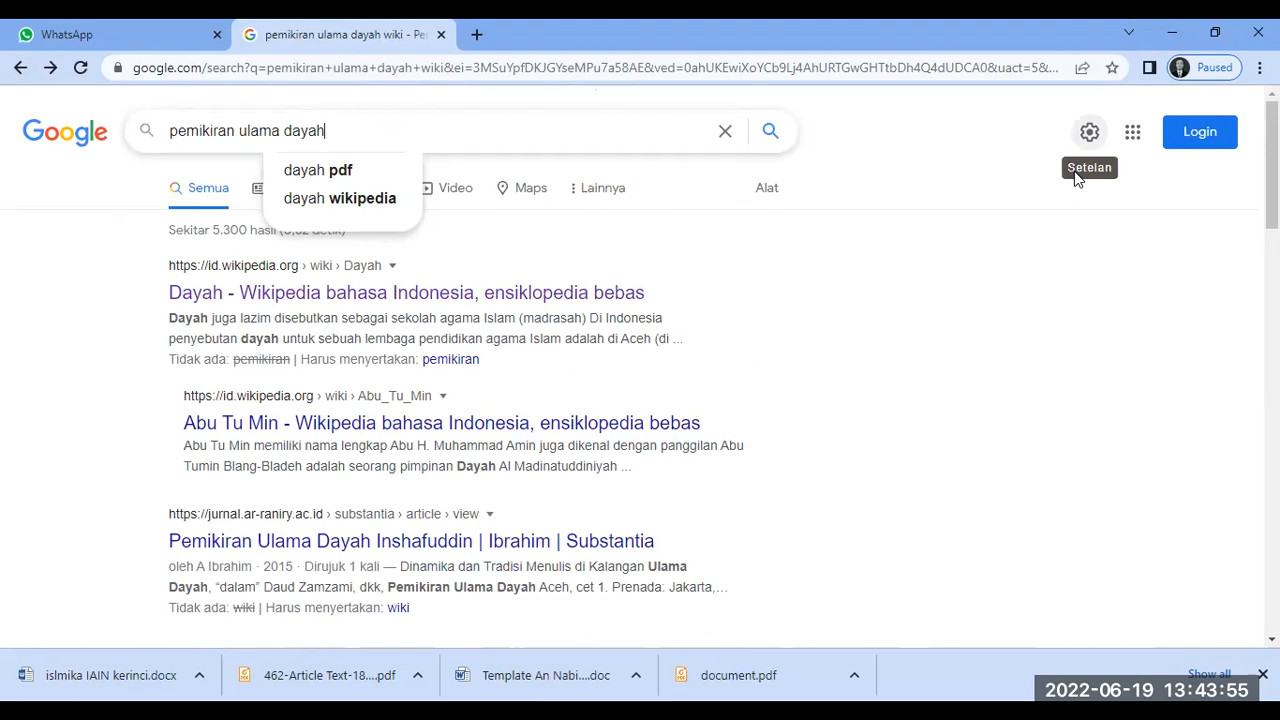 WhatsApp
pemikiran ulama dayah wiki - Pe
google.com/search?q=pemikiran+ulama+dayah+wiki&ei=3MSuYpfDKJGYseMPu7a58AE&ved=0ahUKEwiXoYCb9Lj4AhURTGwGHTtbDh4Q4dUDCA0&uact=5&...
Paused
Google
pemikiran ulama dayah
Login
dayah pdf
Setelan
dayah wikipedia
Semua
Video
Maps
Lainnya
Alat
Sekitar 5.300 hasil
https://id.wikipedia.org › wiki › Dayah
Dayah - Wikipedia bahasa Indonesia, ensiklopedia bebas
Dayah juga lazim disebutkan sebagai sekolah agama Islam (madrasah) Di Indonesia
penyebutan dayah untuk sebuah lembaga pendidikan agama Islam adalah di Aceh (di ...
Tidak ada: pemikiran | Harus menyertakan: pemikiran
https://id.wikipedia.org › wiki › Abu_Tu_Min
Abu Tu Min - Wikipedia bahasa Indonesia, ensiklopedia bebas
Abu Tu Min memiliki nama lengkap Abu H. Muhammad Amin juga dikenal dengan panggilan Abu
Tumin Blang-Bladeh adalah seorang pimpinan Dayah Al Madinatuddiniyah ...
https://jurnal.ar-raniry.ac.id › substantia › article › view
Pemikiran Ulama Dayah Inshafuddin | Ibrahim | Substantia
oleh A Ibrahim · 2015 · Dirujuk 1 kali — Dinamika dan Tradisi Menulis di Kalangan Ulama
Dayah, “dalam” Daud Zamzami, dkk, Pemikiran Ulama Dayah Aceh, cet 1. Prenada: Jakarta,...
Tidak ada: wiki | Harus menyertakan: wiki
islmika IAIN kerinci.docx
462-Article Text-18....pdf
Template An Nabi....doc
document.pdf
Show all
2022-06-19 13:43:55